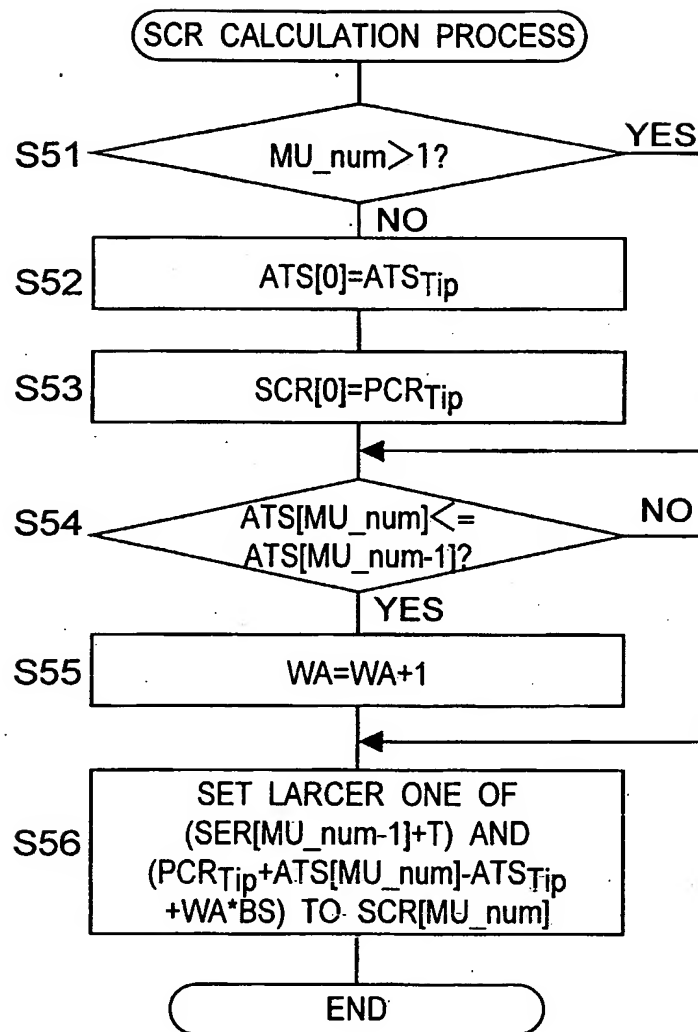 SCR CALCULATION PROCESS
S51
MU_num>1?
YES
NO
S52
ATS[0]=ATSTip
S53
SCR[0]=PCRTip
S54
ATS[MU_num]<=
ATS[MU_num-1]?
NO
YES
S55
WA=WA+1
S56
SET LARCER ONE OF
(SER[MU_num-1]+T) AND
(PCRTip+ATS[MU_num]-ATSTip
+WA*BS) TO SCR[MU_num]
END